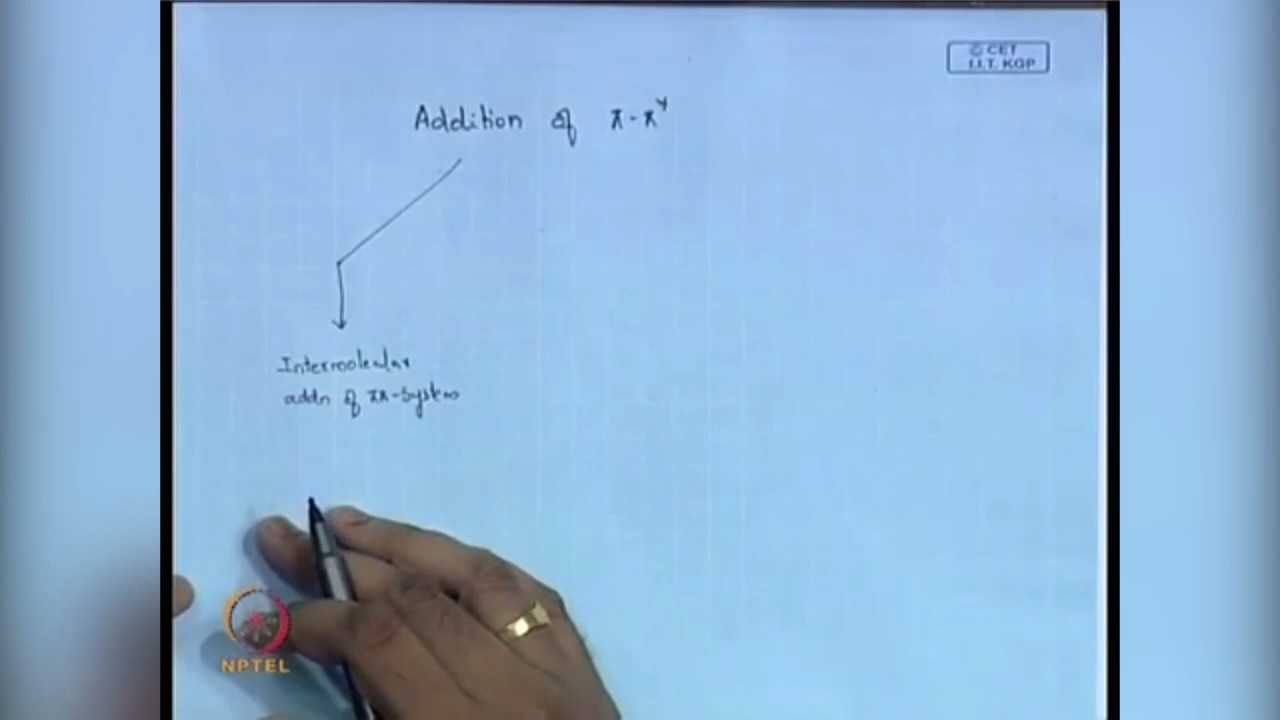 © CET
I.I.T. KGP
Addition of π-π*
Intermolecular
addn of ππ-System
NPTEL